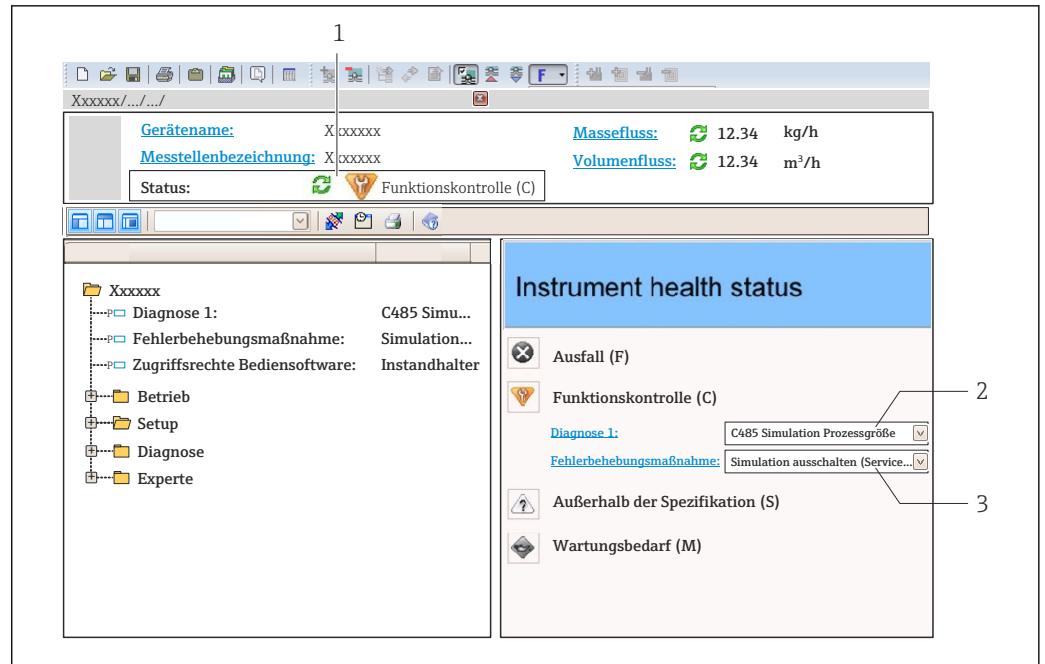 1
F
Xxxxxx/.../.../
Gerätename: Xxxxxxx Massefluss: 12.34 kg/h
Messtellenbezeichnung: Xxxxxxx Volumenfluss: 12.34 m³/h
Status: Funktionskontrolle (C)
Xxxxxx
P Diagnose 1: C485 Simu...
P Fehlerbehebungsmaßnahme: Simulation...
P Zugriffsrechte Bediensoftware: Instandhalter
Betrieb
Setup
Diagnose
Experte
Instrument health status
Ausfall (F)
Funktionskontrolle (C)
2
Diagnose 1: C485 Simulation Prozessgröße
Fehlerbehebungsmaßnahme: Simulation ausschalten (Service...
3
Außerhalb der Spezifikation (S)
Wartungsbedarf (M)